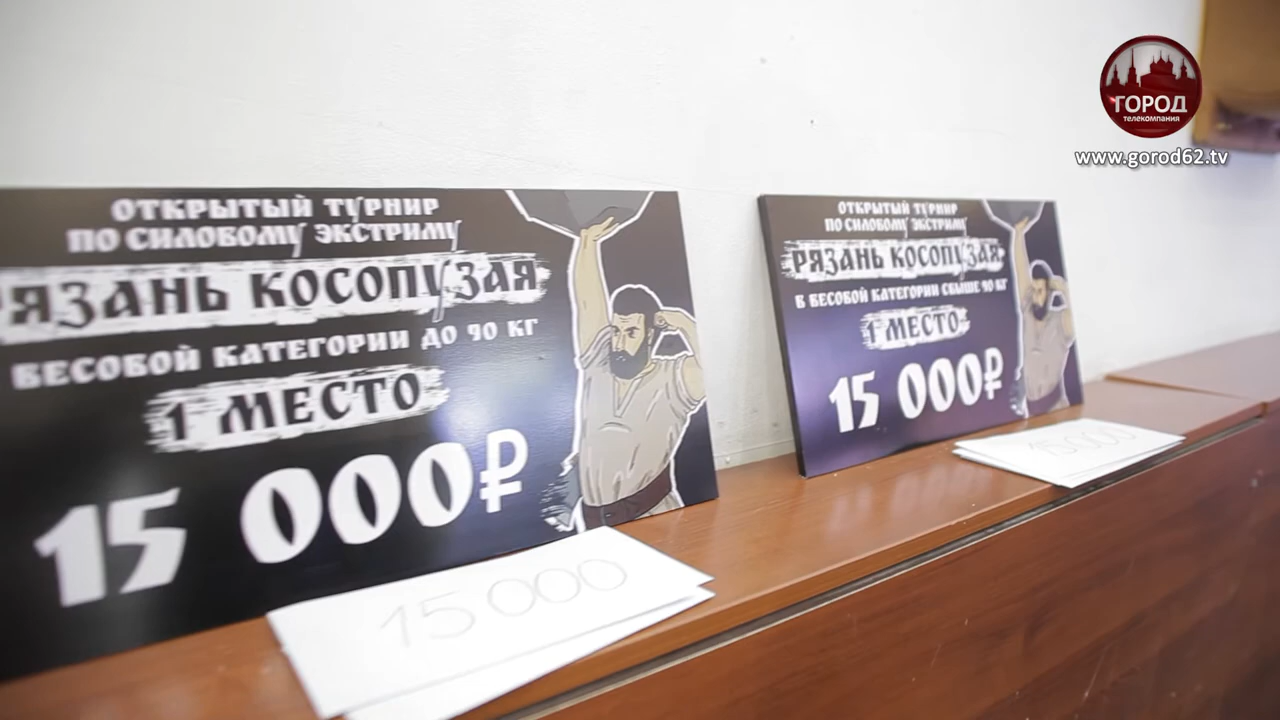 ОТКРЫТЫЙ ТУРНИР
ПО СИЛОВОМУ ЭКСТРИМУ
РЯЗАНЬ КОСОПУЗАЯ
ВЕСОВОЙ КАТЕГОРИИ ДО 90 КГ
1 МЕСТО
15 000₽
15 000
ОТКРЫТЫЙ ТУРНИР
ПО СИЛОВОМУ ЭКСТРИМУ
РЯЗАНЬ КОСОПУЗАЯ
В ВЕСОВОЙ КАТЕГОРИИ СВЫШЕ 90 КГ
1 МЕСТО
15 000₽
15 000
ГОРОД
телекомпания
www.gorod62.tv